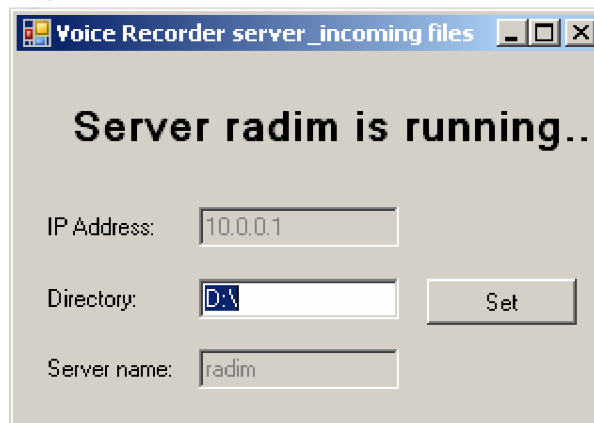 Voice Recorder server_incoming files
Server radim is running..
IP Address: 10.0.0.1
Directory: D:\ Set
Server name: radim